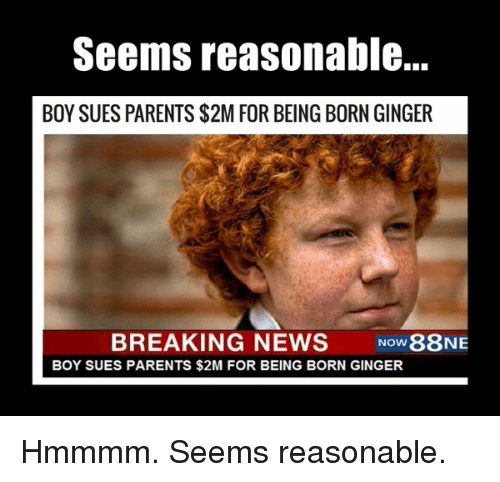 Seems reasonable...
BOY SUES PARENTS $2M FOR BEING BORN GINGER
BREAKING NEWS NOW 88NE
BOY SUES PARENTS $2M FOR BEING BORN GINGER
Hmmmm. Seems reasonable.